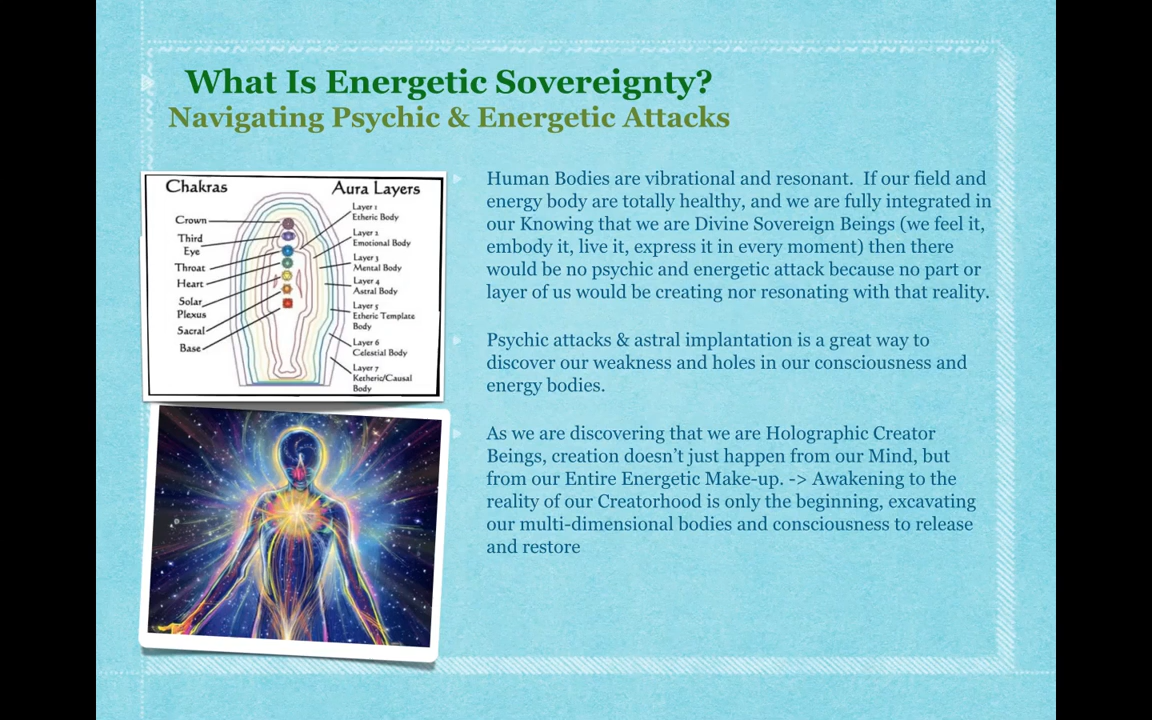 What Is Energetic Sovereignty?
Navigating Psychic & Energetic Attacks
Chakras
Crown
Third
Eye
Throat
Heart
Solar
Plexus
Sacral
Base
Aura Layers
Layer 1
Etheric Body
Layer 2
Emotional Body
Layer 3
Mental Body
Layer 4
Astral Body
Layer 5
Etheric Template
Body
Layer 6
Celestial Body
Layer 7
Ketheric/Causal
Body
Human Bodies are vibrational and resonant.  If our field and
energy body are totally healthy, and we are fully integrated in
our Knowing that we are Divine Sovereign Beings (we feel it,
embody it, live it, express it in every moment) then there
would be no psychic and energetic attack because no part or
layer of us would be creating nor resonating with that reality.
Psychic attacks & astral implantation is a great way to
discover our weakness and holes in our consciousness and
energy bodies.
As we are discovering that we are Holographic Creator
Beings, creation doesn't just happen from our Mind, but
from our Entire Energetic Make-up. -> Awakening to the
reality of our Creatorhood is only the beginning, excavating
our multi-dimensional bodies and consciousness to release
and restore